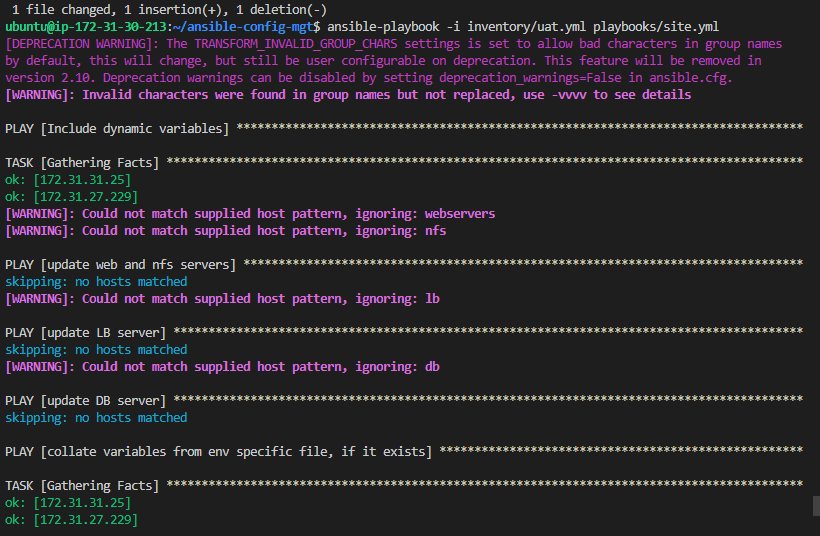 1 file changed, 1 insertion(+), 1 deletion(-)
ubuntu@ip-172-31-30-213:~/ansible-config-mgt$ ansible-playbook -i inventory/uat.yml playbooks/site.yml
[DEPRECATION WARNING]: The TRANSFORM_INVALID_GROUP_CHARS settings is set to allow bad characters in group names
by default, this will change, but still be user configurable on deprecation. This feature will be removed in
version 2.10. Deprecation warnings can be disabled by setting deprecation_warnings=False in ansible.cfg.
[WARNING]: Invalid characters were found in group names but not replaced, use -vvvv to see details
PLAY [Include dynamic variables] *********************************************************************************
TASK [Gathering Facts] *******************************************************************************************
ok: [172.31.31.25]
ok: [172.31.27.229]
[WARNING]: Could not match supplied host pattern, ignoring: webservers
[WARNING]: Could not match supplied host pattern, ignoring: nfs
PLAY [update web and nfs servers] ********************************************************************************
skipping: no hosts matched
[WARNING]: Could not match supplied host pattern, ignoring: lb
PLAY [update LB server] ******************************************************************************************
skipping: no hosts matched
[WARNING]: Could not match supplied host pattern, ignoring: db
PLAY [update DB server] ******************************************************************************************
skipping: no hosts matched
PLAY [collate variables from env specific file, if it exists] ****************************************************
TASK [Gathering Facts] *******************************************************************************************
ok: [172.31.31.25]
ok: [172.31.27.229]